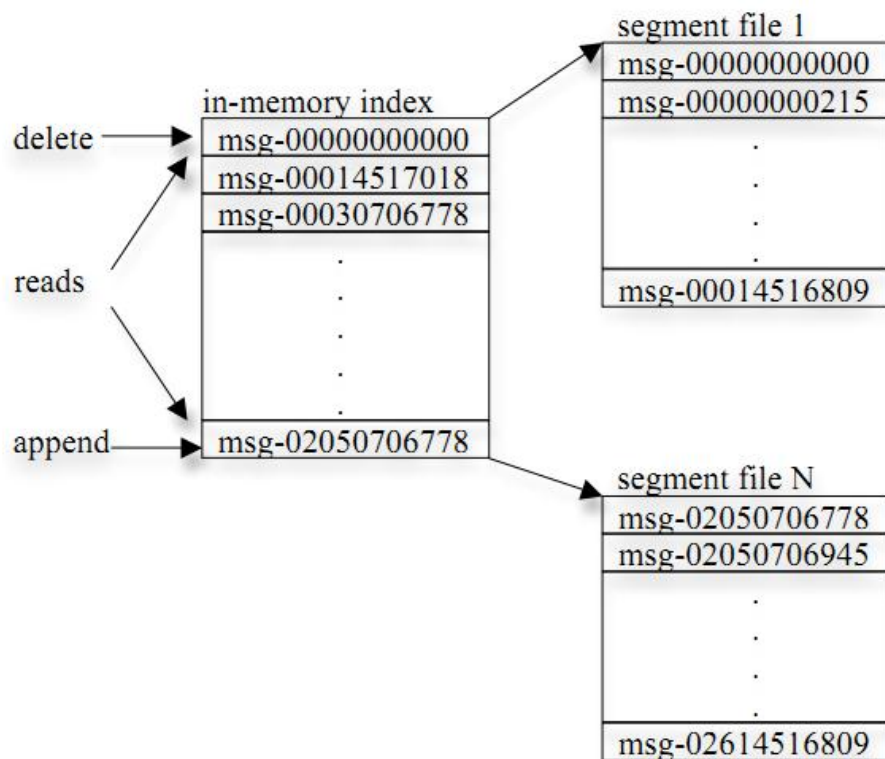 segment file 1
msg-00000000000
msg-00000000215
.
.
.
.
msg-00014516809
in-memory index
delete
msg-00000000000
msg-00014517018
msg-00030706778
reads
.
.
.
.
.
append
msg-02050706778
segment file N
msg-02050706778
msg-02050706945
.
.
.
.
msg-02614516809